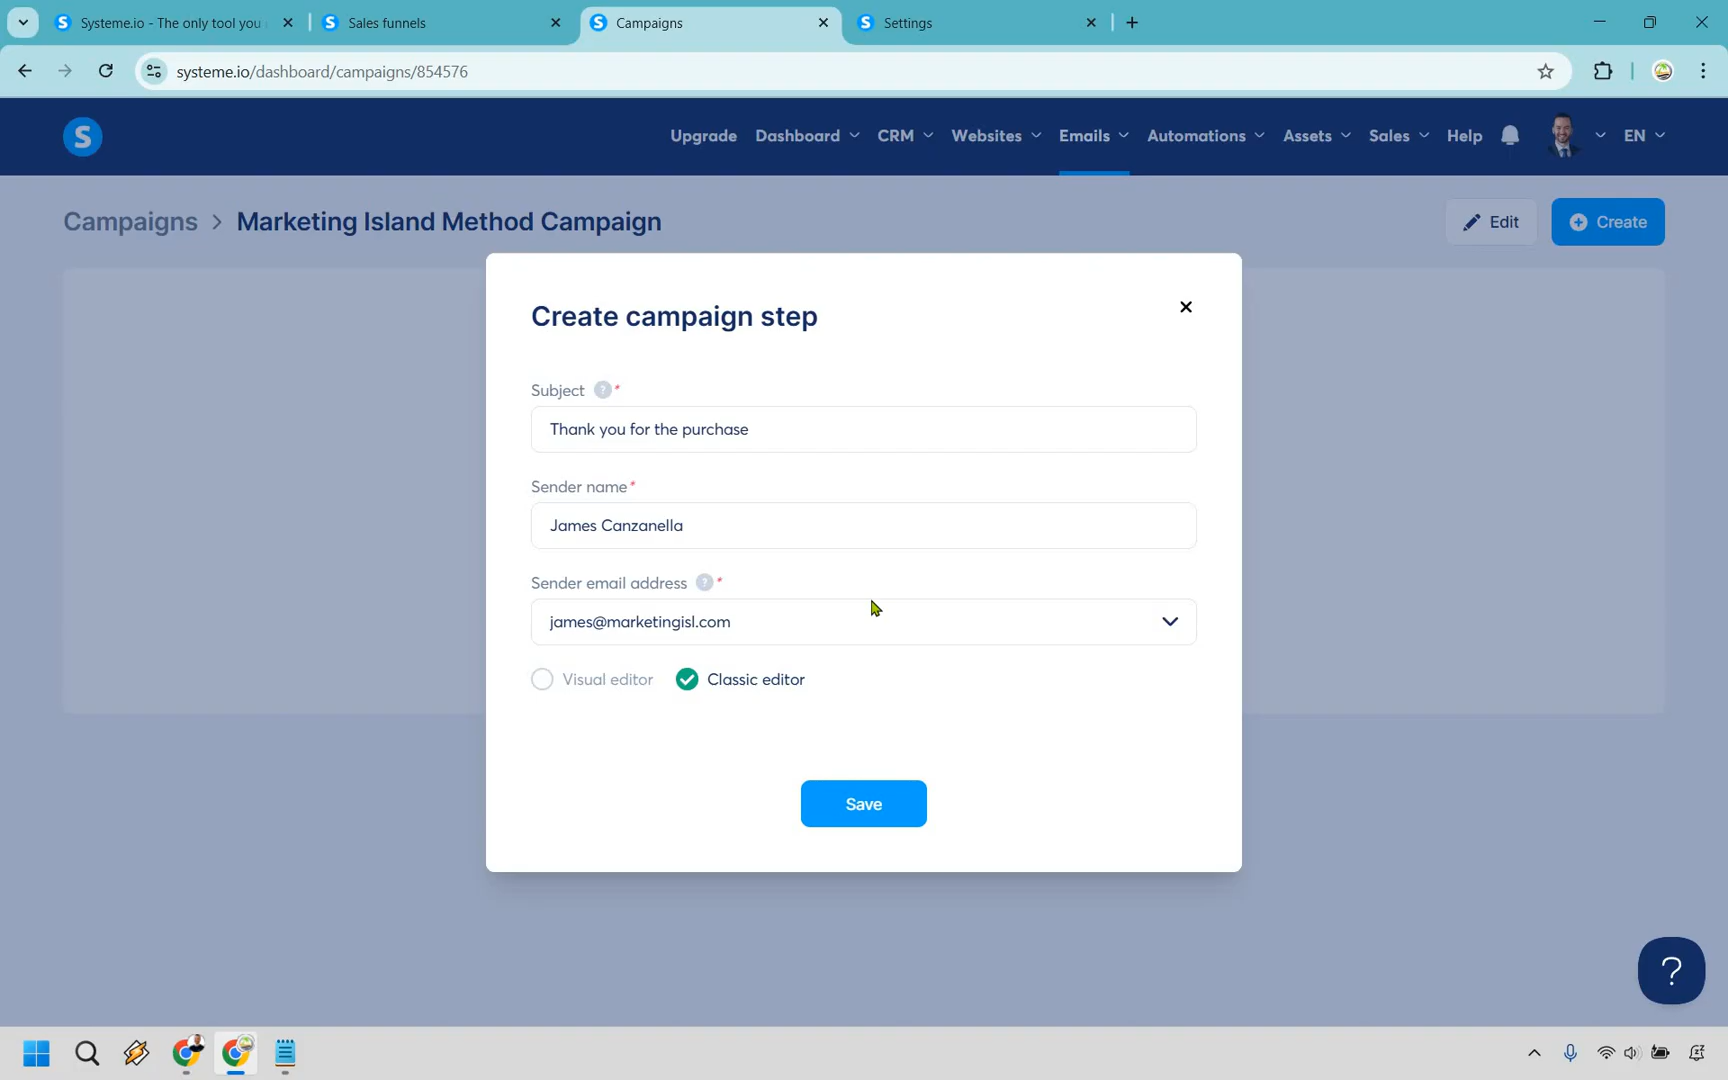 Systeme.io - The only tool you
Sales funnels
Campaigns
Settings
systeme.io/dashboard/campaigns/854576
S
Upgrade
Dashboard
CRM
Websites
Emails
Automations
Assets
Sales
Help
EN
Campaigns > Marketing Island Method Campaign
Edit
Create
Create campaign step
Subject ? *
Thank you for the purchase
Sender name *
James Canzanella
Sender email address ? *
james@marketingisl.com
Visual editor
Classic editor
Save
?